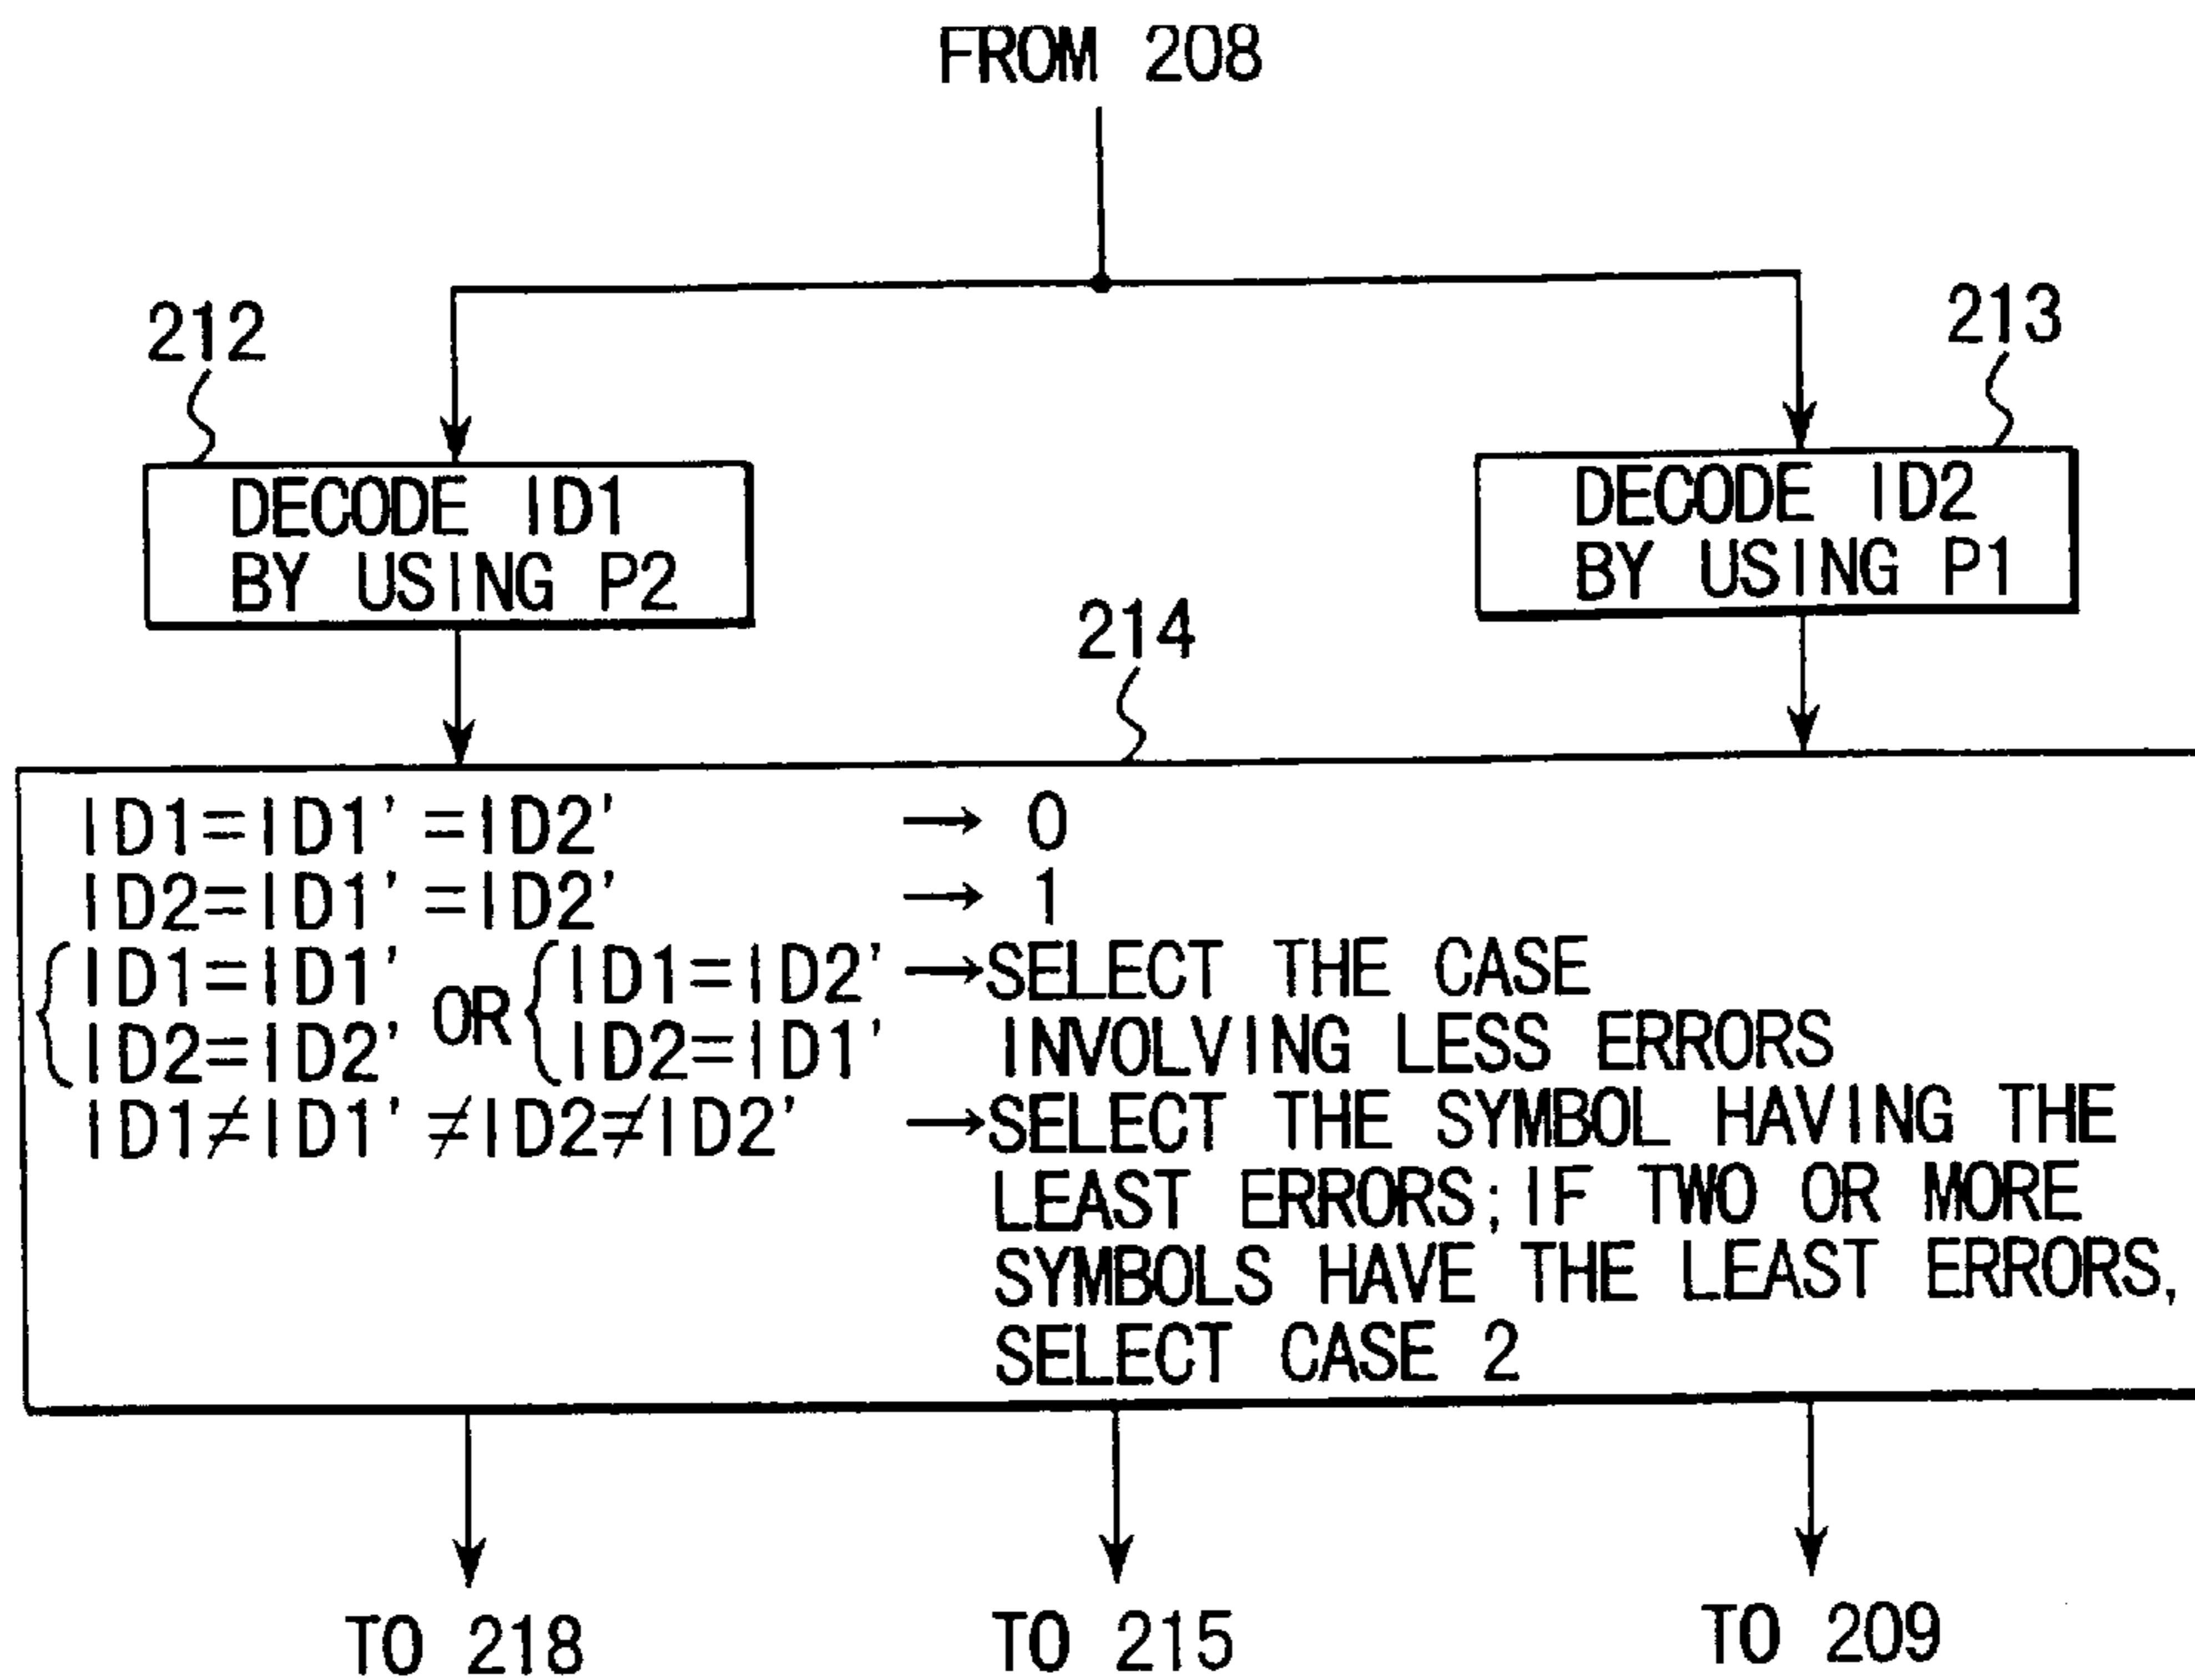 FROM 208
212
213
DECODE ID1
BY USING P2
DECODE ID2
BY USING P1
214
ID1=ID1'=ID2' → 0
ID2=ID1'=ID2' → 1
{ID1=ID1' OR {ID1=ID2' →SELECT THE CASE
ID2=ID2' ID2=ID1' INVOLVING LESS ERRORS
ID1≠ID1'≠ID2≠ID2' →SELECT THE SYMBOL HAVING THE
LEAST ERRORS;IF TWO OR MORE
SYMBOLS HAVE THE LEAST ERRORS,
SELECT CASE 2
TO 218
TO 215
TO 209